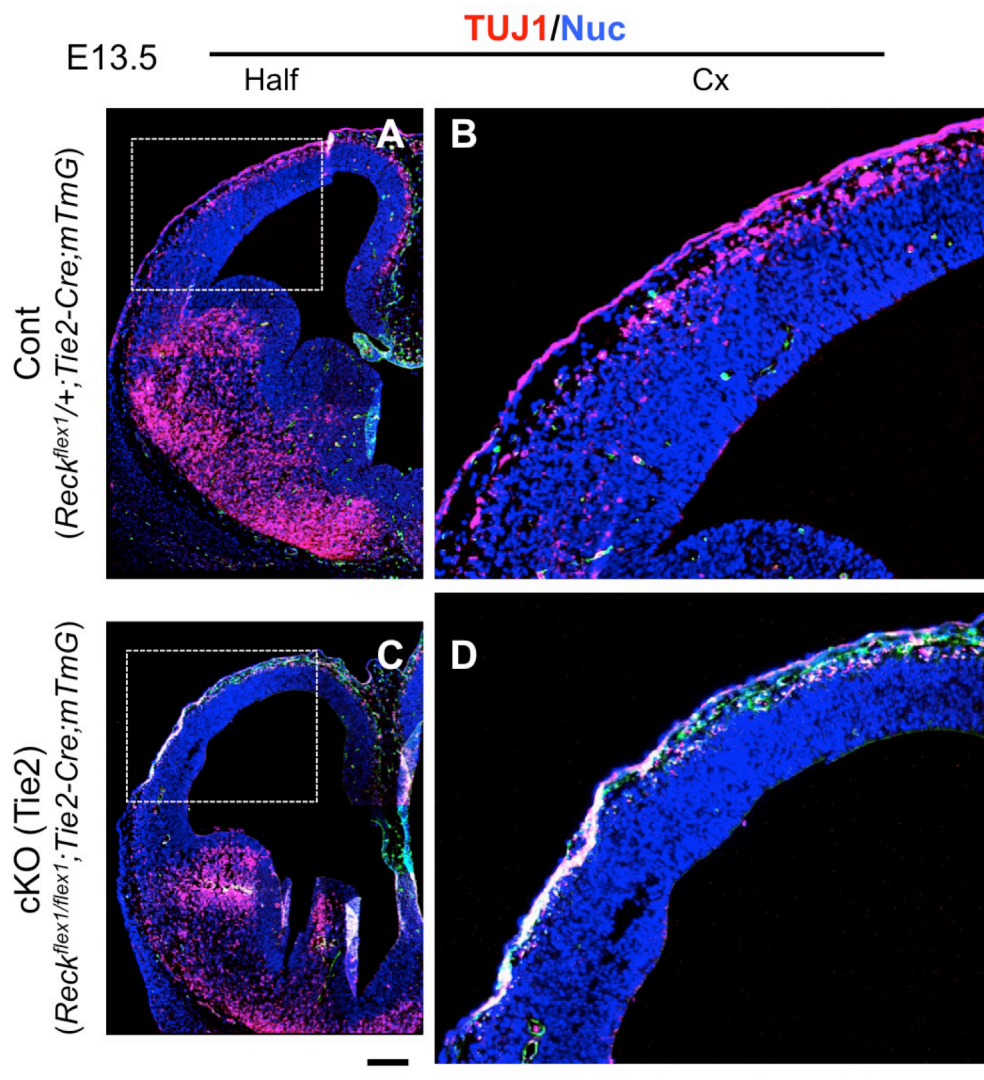 TUJ1/Nuc
E13.5
Half
Cx
A
B
Cont
(Reckflex1/+;Tie2-Cre;mTmG)
C
D
cKO (Tie2)
(Reckflex1/flex1;Tie2-Cre;mTmG)